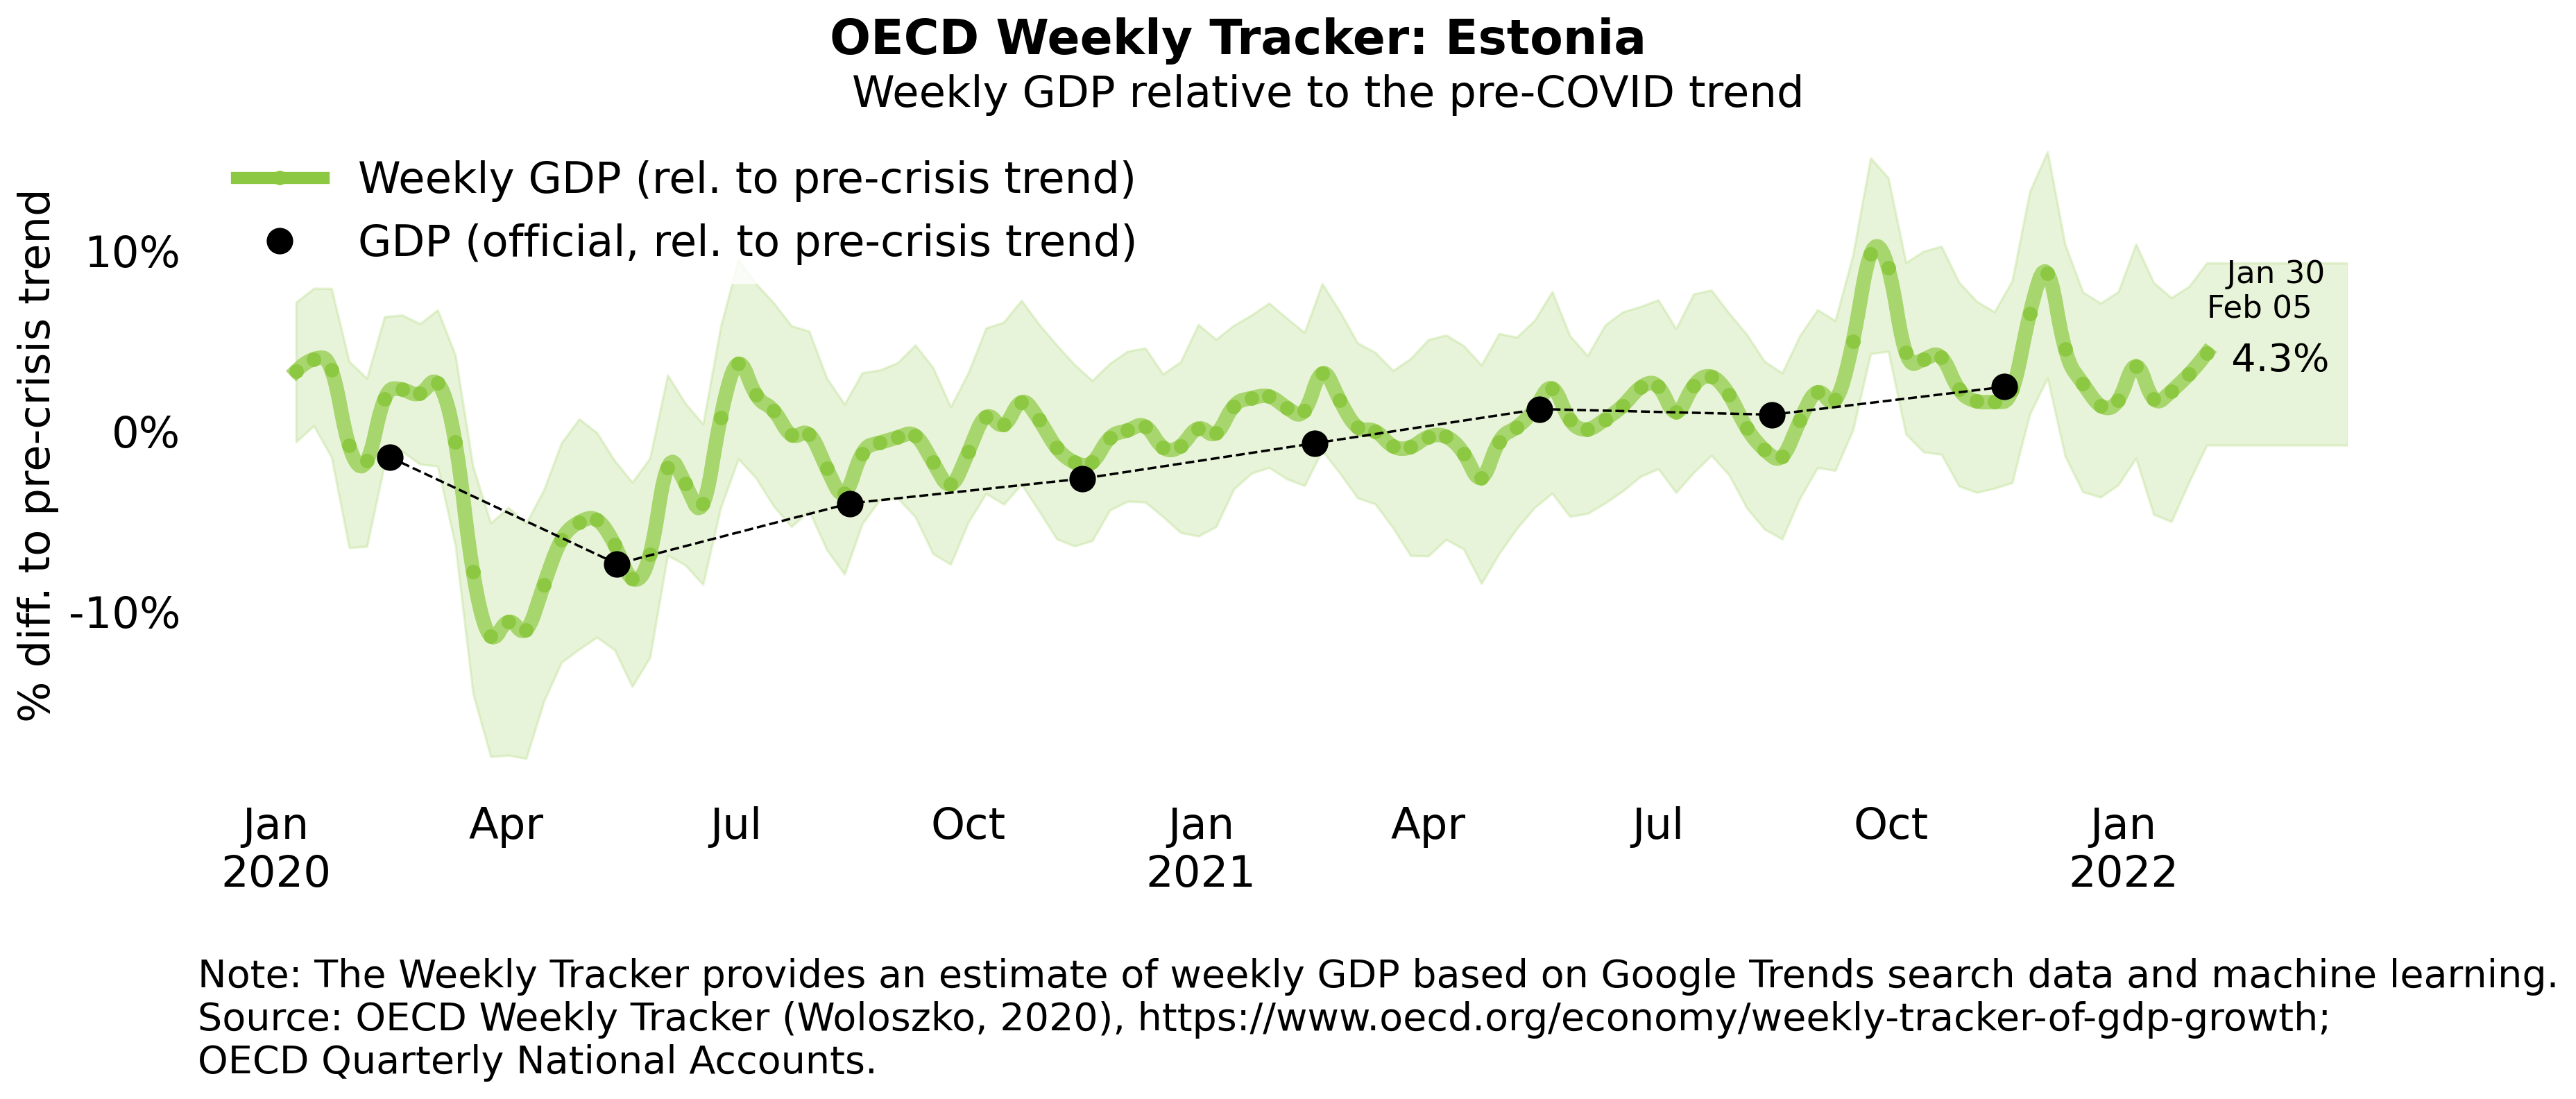 OECD Weekly Tracker: Estonia
Weekly GDP relative to the pre-COVID trend
Weekly GDP (rel. to pre-crisis trend)
GDP (official, rel. to pre-crisis trend)
% diff. to pre-crisis trend
10%
0%
-10%
Jan 30
Feb 05
4.3%
Jan Apr Jul Oct Jan Apr Jul Oct Jan
2020 2021 2022
Note: The Weekly Tracker provides an estimate of weekly GDP based on Google Trends search data and machine learning.
Source: OECD Weekly Tracker (Woloszko, 2020), https://www.oecd.org/economy/weekly-tracker-of-gdp-growth;
OECD Quarterly National Accounts.